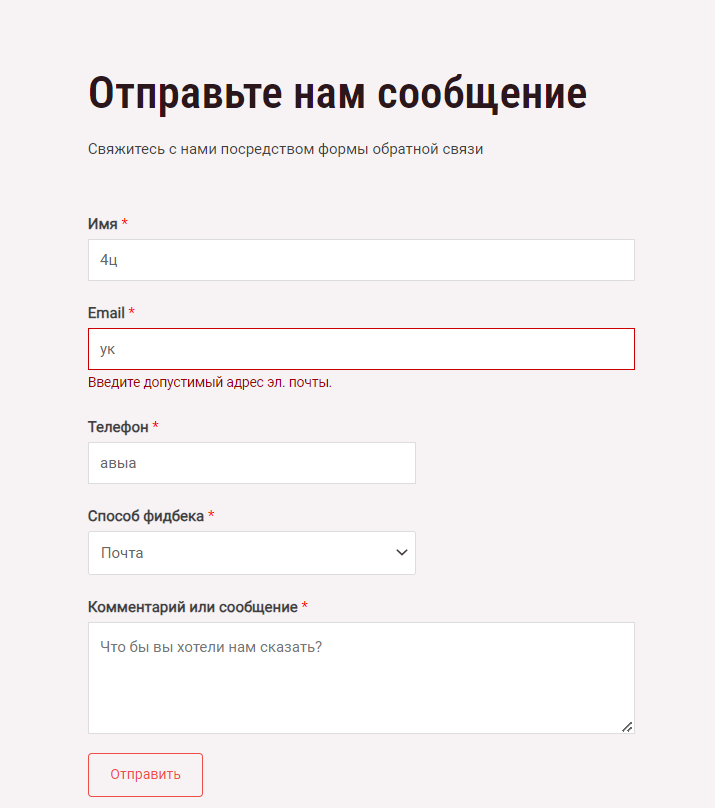 Отправьте нам сообщение
Свяжитесь с нами посредством формы обратной связи
Имя *
4ц
Email *
ук
Введите допустимый адрес эл. почты.
Телефон *
авыа
Способ фидбека *
Почта
Комментарий или сообщение *
Что бы вы хотели нам сказать?
Отправить